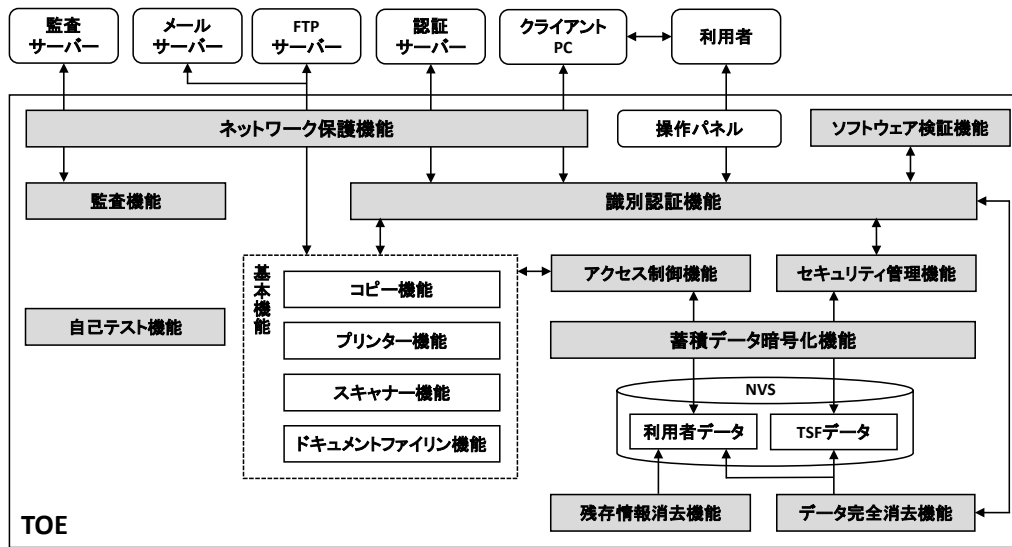 監査
サーバー
メール
サーバー
FTP
サーバー
認証
サーバー
クライアント
PC
利用者
ネットワーク保護機能
操作パネル
ソフトウェア検証機能
監査機能
識別認証機能
基本機能
コピー機能
プリンター機能
スキャナー機能
ドキュメントファイリン機能
アクセス制御機能
セキュリティ管理機能
自己テスト機能
蓄積データ暗号化機能
NVS
利用者データ
TSFデータ
残存情報消去機能
データ完全消去機能
TOE